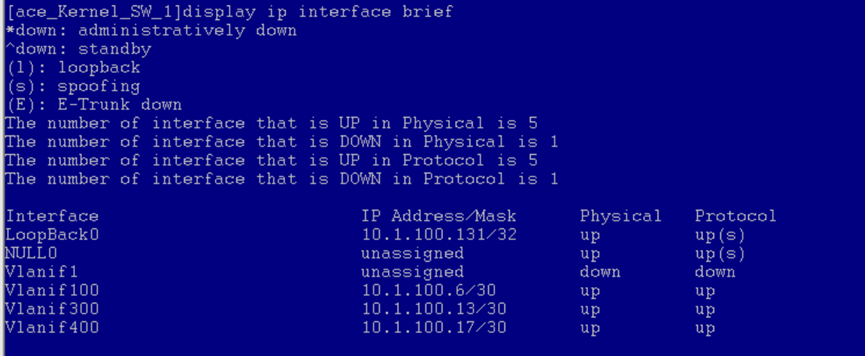 [ace_Kernel_SW_1]display ip interface brief
*down: administratively down
^down: standby
(l): loopback
(s): spoofing
(E): E-Trunk down
The number of interface that is UP in Physical is 5
The number of interface that is DOWN in Physical is 1
The number of interface that is UP in Protocol is 5
The number of interface that is DOWN in Protocol is 1
Interface IP Address/Mask Physical Protocol
LoopBack0 10.1.100.131/32 up up(s)
NULL0 unassigned up up(s)
Vlanif1 unassigned down down
Vlanif100 10.1.100.6/30 up up
Vlanif300 10.1.100.13/30 up up
Vlanif400 10.1.100.17/30 up up